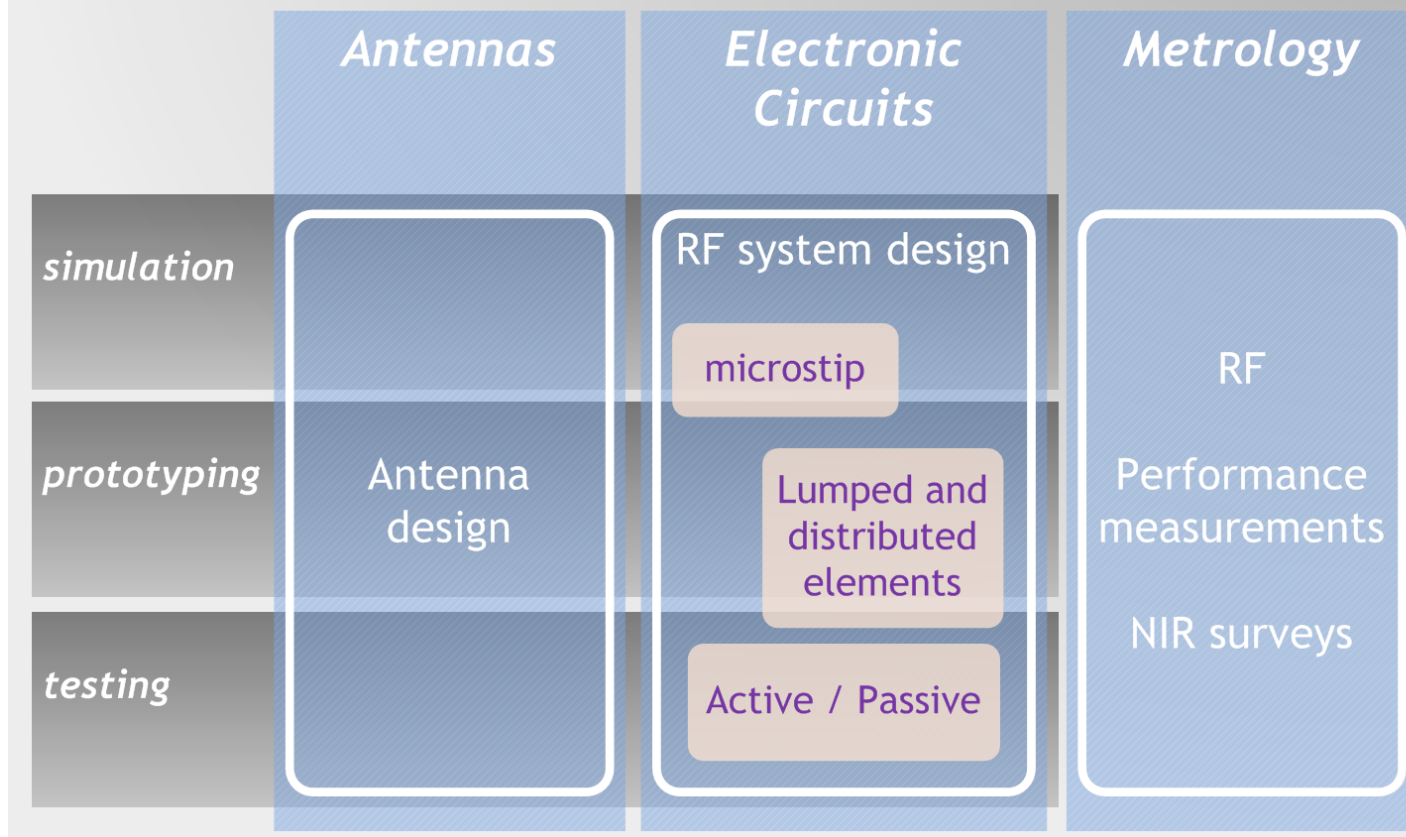 Antennas
Electronic
Circuits
Metrology
simulation
prototyping
testing
Antenna
design
RF system design
microstip
Lumped and
distributed
elements
Active / Passive
RF
Performance
measurements
NIR surveys